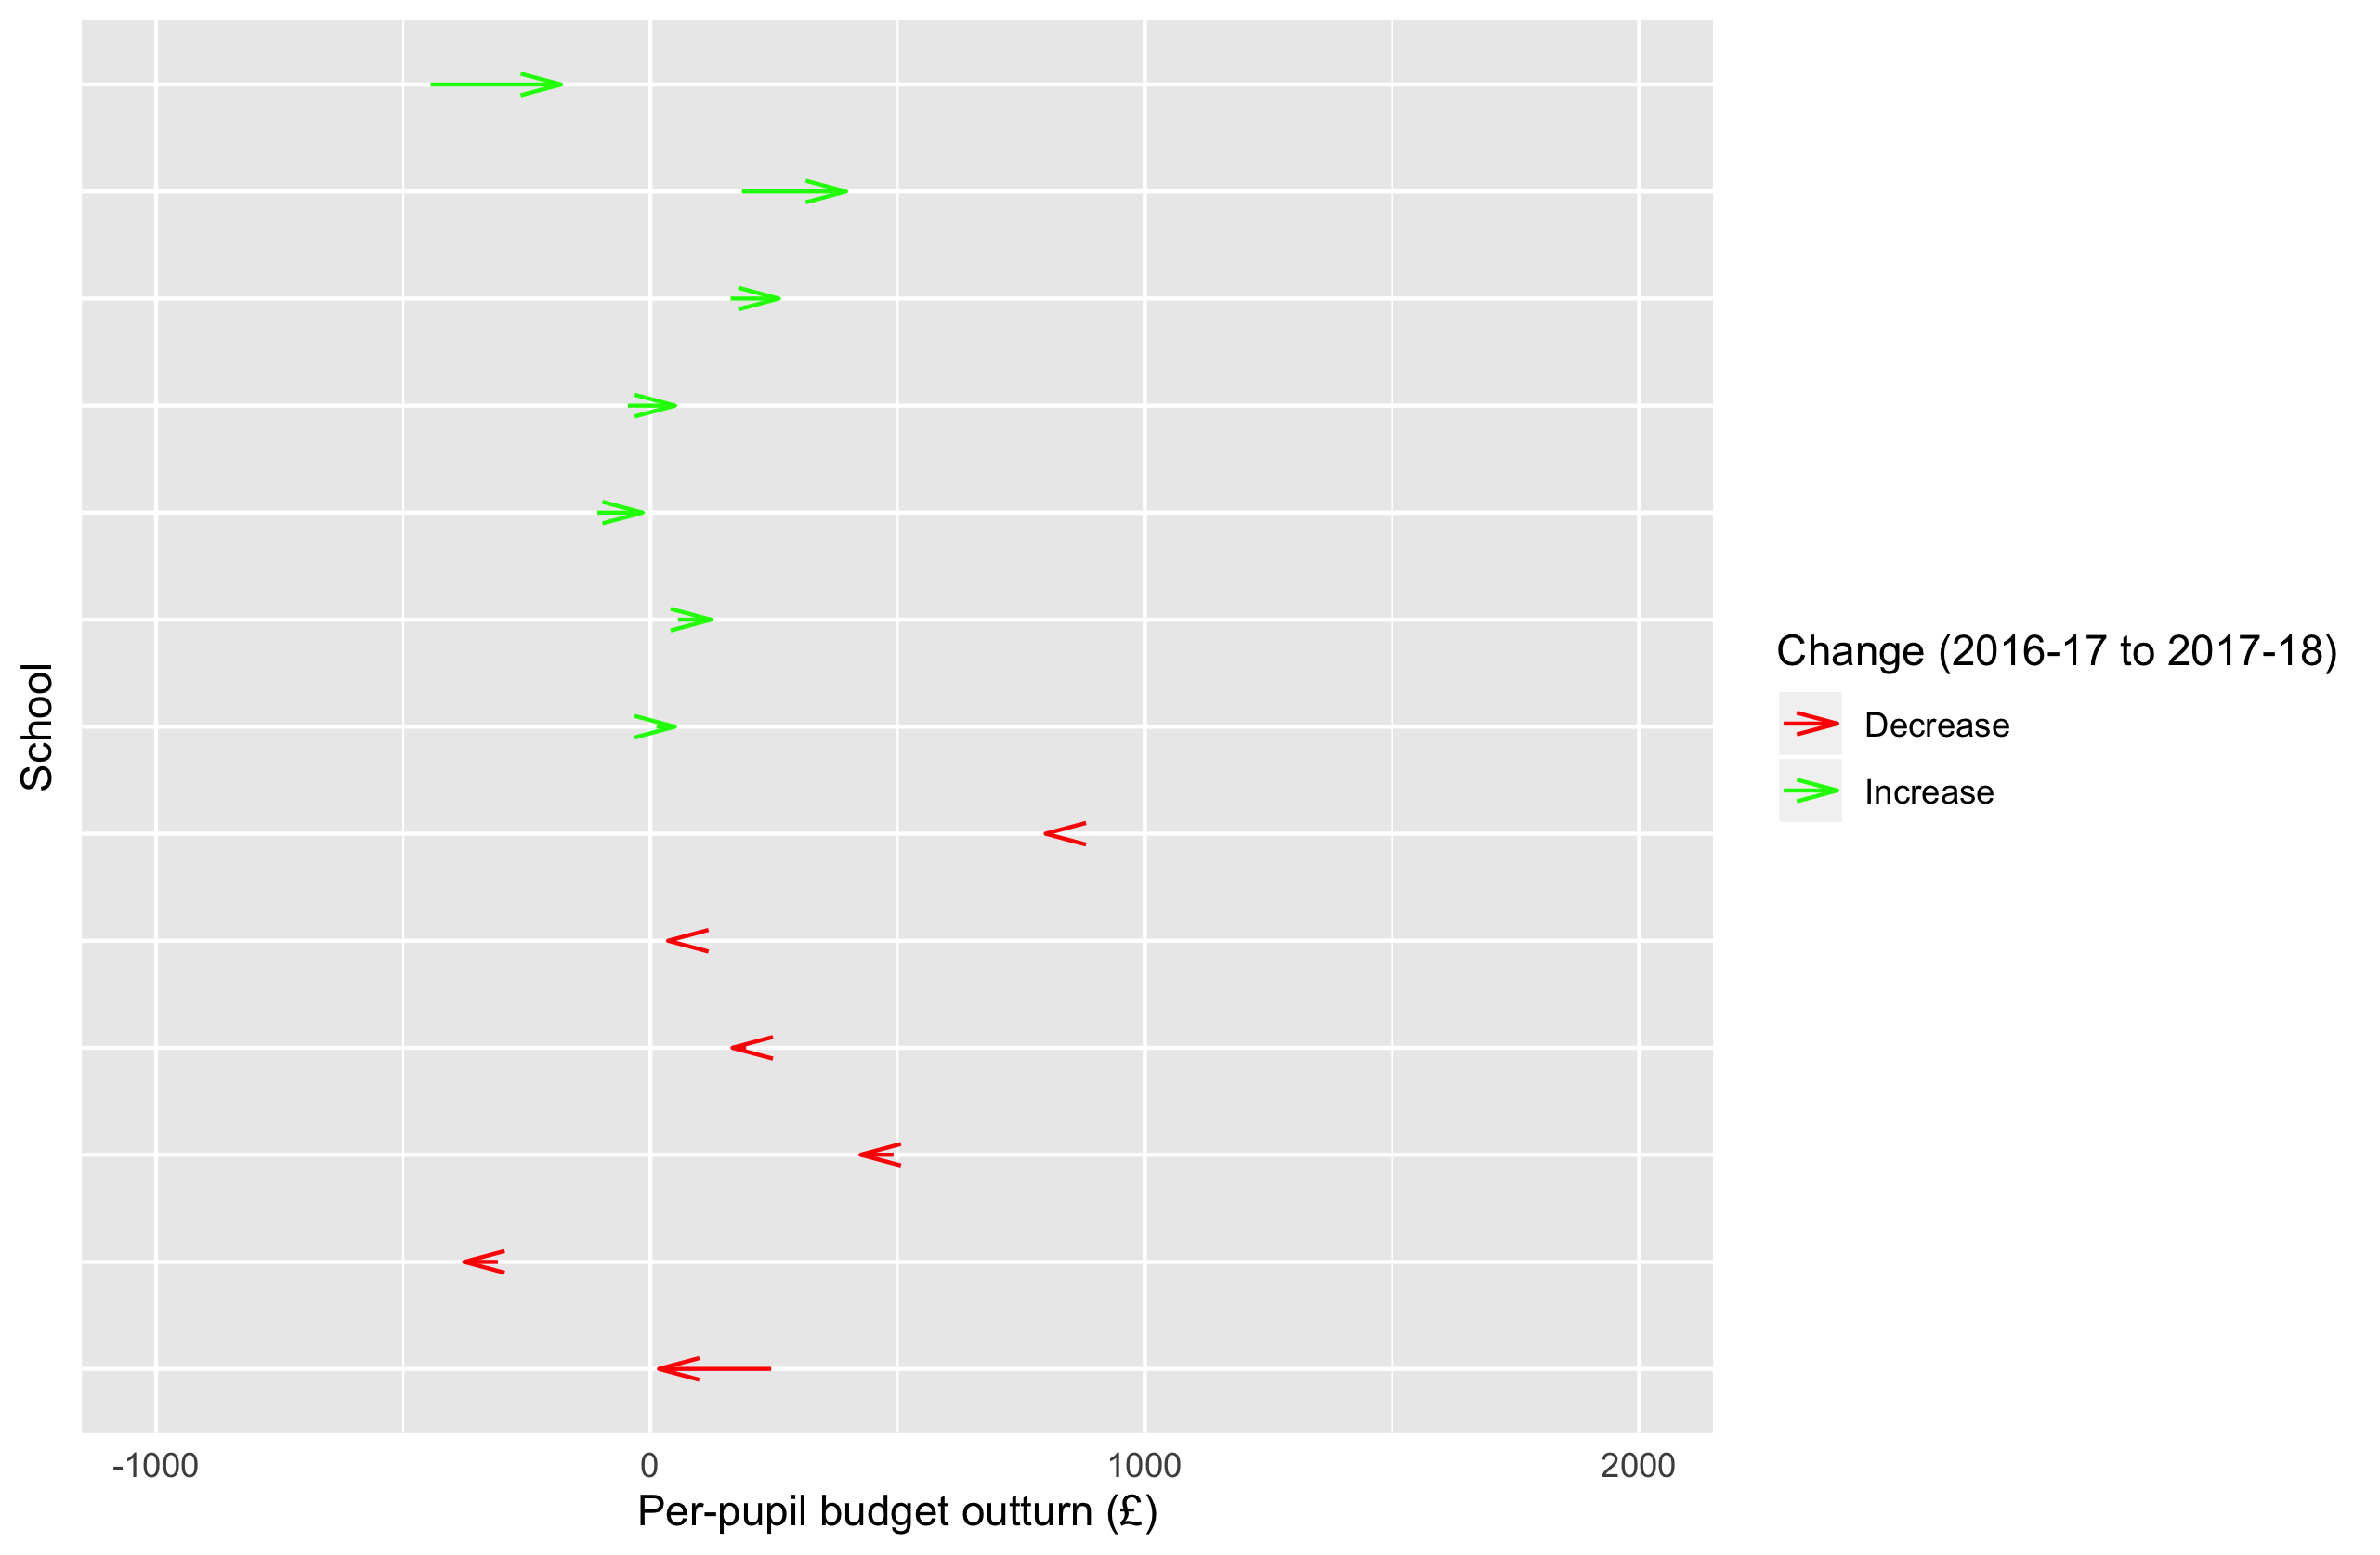 School
Change (2016-17 to 2017-18)
Decrease
Increase
-1000 0 1000 2000
Per-pupil budget outturn (£)